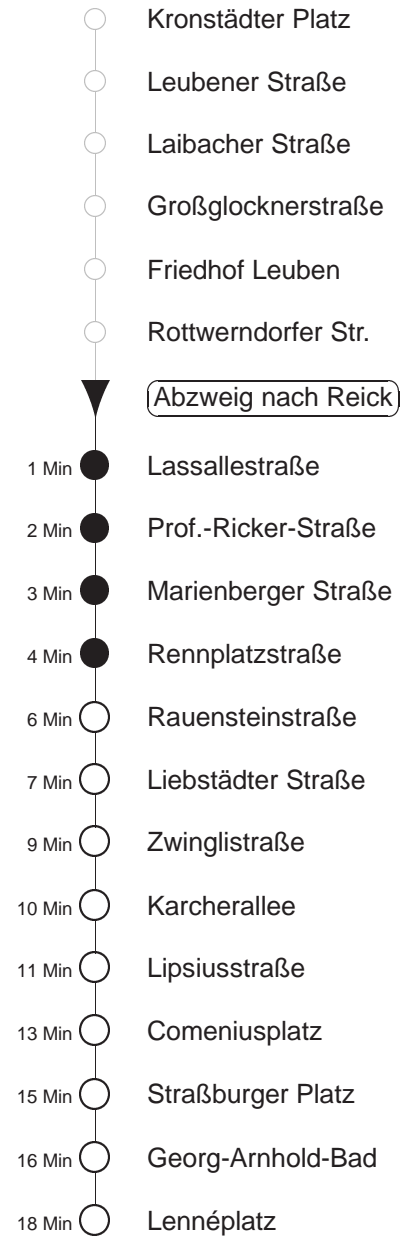 Kronstädter Platz
Leubener Straße
Laibacher Straße
Großglocknerstraße
Friedhof Leuben
Rottwerndorfer Str.
Abzweig nach Reick
1 Min Lassallestraße
2 Min Prof.-Ricker-Straße
3 Min Marienberger Straße
4 Min Rennplatzstraße
6 Min Rauensteinstraße
7 Min Liebstädter Straße
9 Min Zwinglistraße
10 Min Karcherallee
11 Min Lipsiusstraße
13 Min Comeniusplatz
15 Min Straßburger Platz
16 Min Georg-Arnhold-Bad
18 Min Lennéplatz